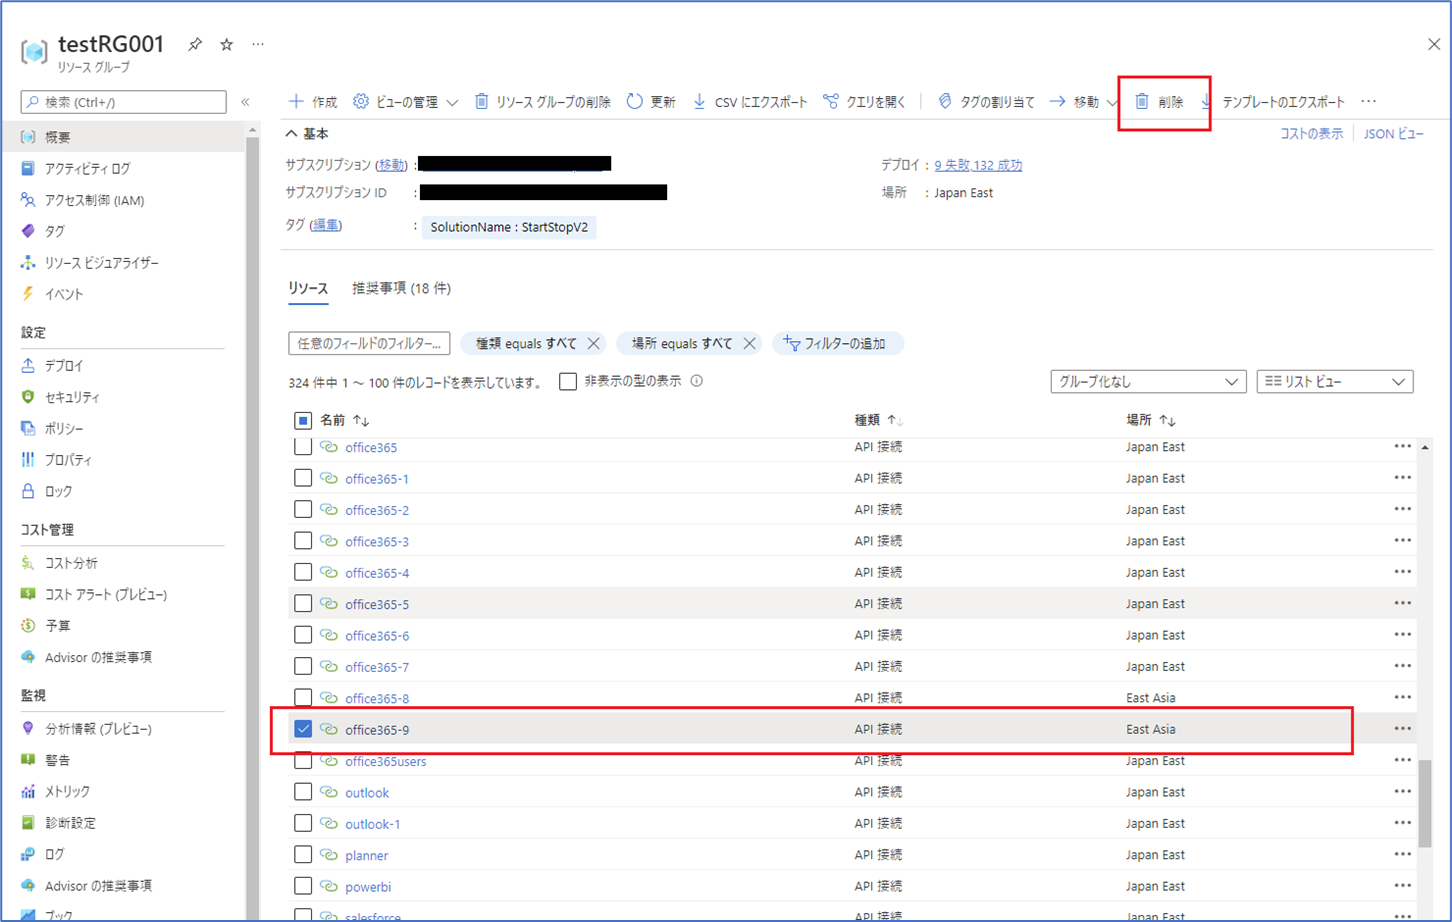 testRG001
リソース グループ
検索 (Ctrl+/)
作成 ビューの管理 リソース グループの削除 更新 CSV にエクスポート クエリを開く タグの割り当て 移動 削除 テンプレートのエクスポート
基本
コストの表示 JSON ビュー
サブスクリプション (移動) :
デプロイ : 9 失敗,132 成功
サブスクリプション ID :
場所 : Japan East
タグ (編集) : SolutionName : StartStopV2
概要
アクティビティ ログ
アクセス制御 (IAM)
タグ
リソース ビジュアライザー
イベント
設定
デプロイ
セキュリティ
ポリシー
プロパティ
ロック
コスト管理
コスト分析
コスト アラート (プレビュー)
予算
Advisor の推奨事項
監視
分析情報 (プレビュー)
警告
メトリック
診断設定
ログ
Advisor の推奨事項
ブック
リソース 推奨事項 (18 件)
任意のフィールドのフィルター... 種類 equals すべて 場所 equals すべて フィルターの追加
324 件中 1 ～ 100 件のレコードを表示しています。 非表示の型の表示 グループ化なし リスト ビュー
名前 種類 場所
office365 API 接続 Japan East
office365-1 API 接続 Japan East
office365-2 API 接続 Japan East
office365-3 API 接続 Japan East
office365-4 API 接続 Japan East
office365-5 API 接続 Japan East
office365-6 API 接続 Japan East
office365-7 API 接続 Japan East
office365-8 API 接続 East Asia
office365-9 API 接続 East Asia
office365users API 接続 Japan East
outlook API 接続 Japan East
outlook-1 API 接続 Japan East
planner API 接続 Japan East
powerbi API 接続 Japan East
salesforce API 接続 Japan East